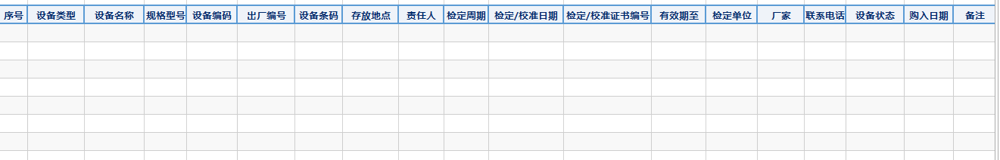 序号 设备类型 设备名称 规格型号 设备编码 出厂编号 设备条码 存放地点 责任人 检定周期 检定/校准日期 检定/校准证书编号 有效期至 检定单位 厂家 联系电话 设备状态 购入日期 备注